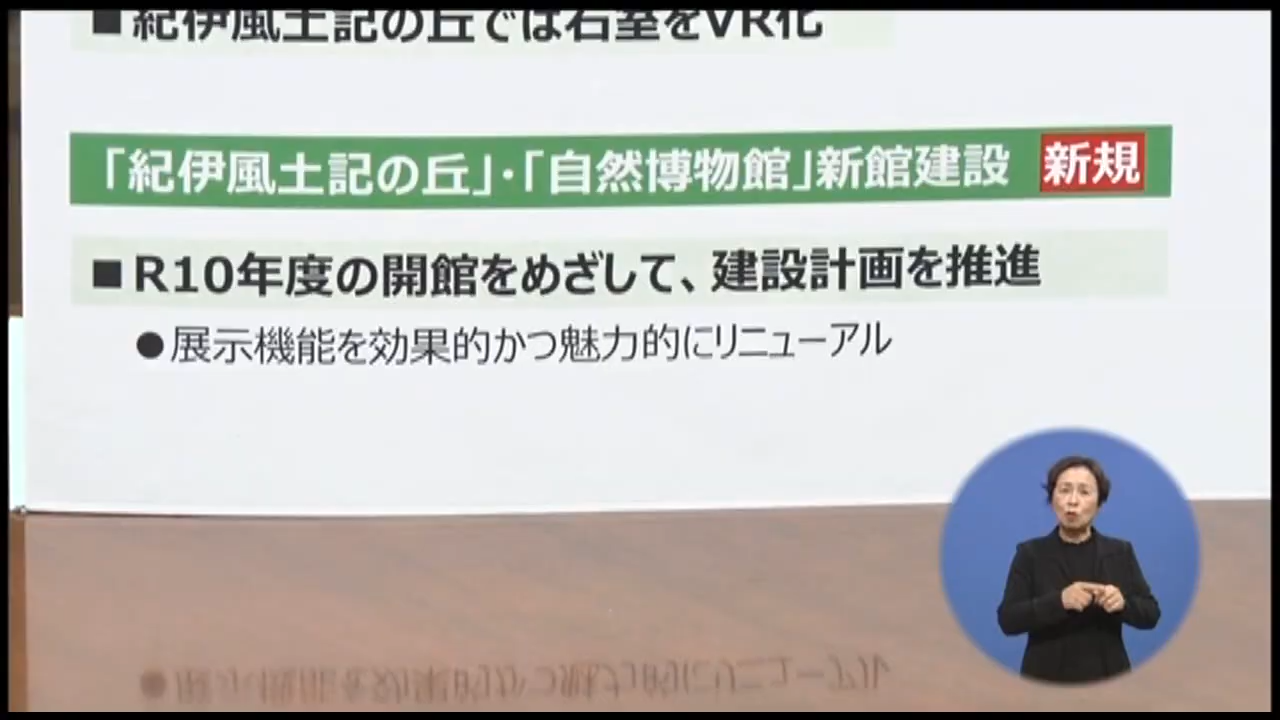 ■紀伊風土記の丘では石室をVR化
「紀伊風土記の丘」・「自然博物館」新館建設 新規
■R10年度の開館をめざして、建設計画を推進
●展示機能を効果的かつ魅力的にリニューアル